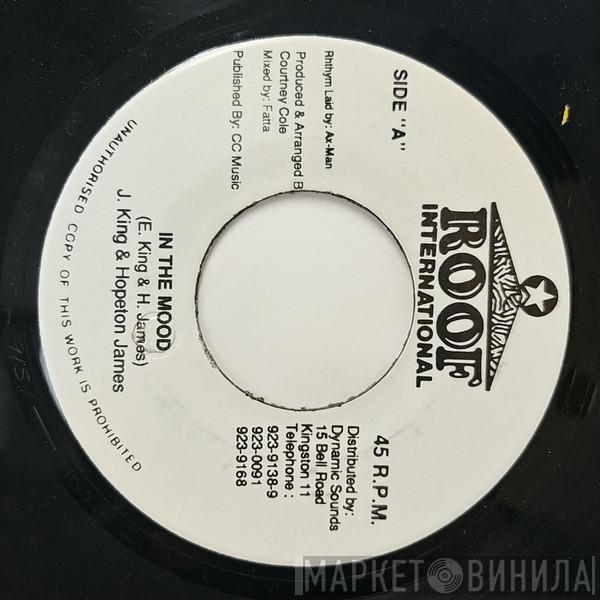 ROOF
INTERNATIONAL
SIDE "A"
45 R.P.M.
Rhthym Laid by: Ax-Man
Produced & Arranged B
Courtney Cole
Mixed by: Fatta
Published By: CC Music
Distributed by:
Dynamic Sounds
15 Bell Road
Kingston 11
Telephone :
923-9138-9
923-0091
923-9168
IN THE MOOD
(E. King & H. James)
J. King & Hopeton James
UNAUTHORISED COPY OF THIS WORK IS PROHIBITED
МАРКЕТ ВИНИЛА